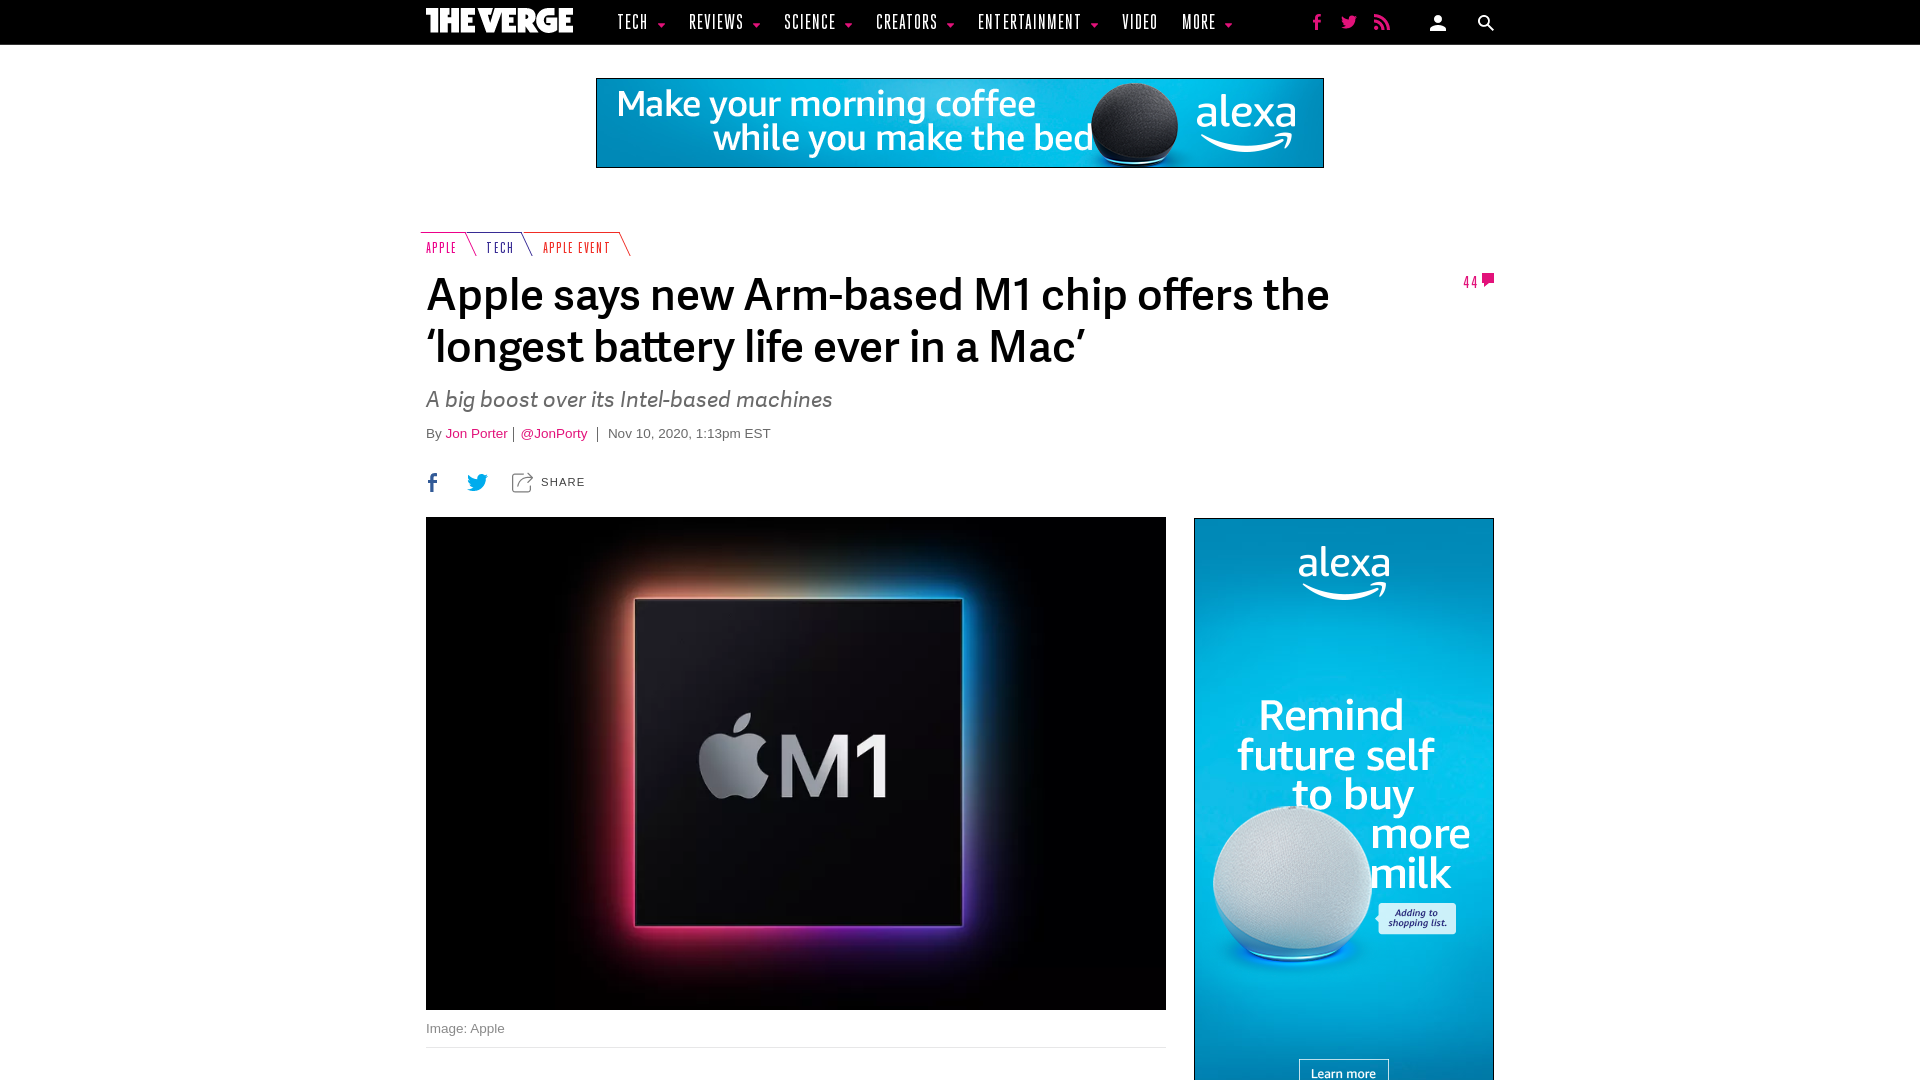 THE VERGE
TECH REVIEWS SCIENCE CREATORS ENTERTAINMENT VIDEO MORE
Make your morning coffee
while you make the bed
alexa
APPLE TECH APPLE EVENT
Apple says new Arm-based M1 chip offers the
‘longest battery life ever in a Mac’
44
A big boost over its Intel-based machines
By Jon Porter | @JonPorty | Nov 10, 2020, 1:13pm EST
SHARE
M1
Image: Apple
alexa
Remind
future self
to buy
more
milk
Adding to
shopping list.
Learn more